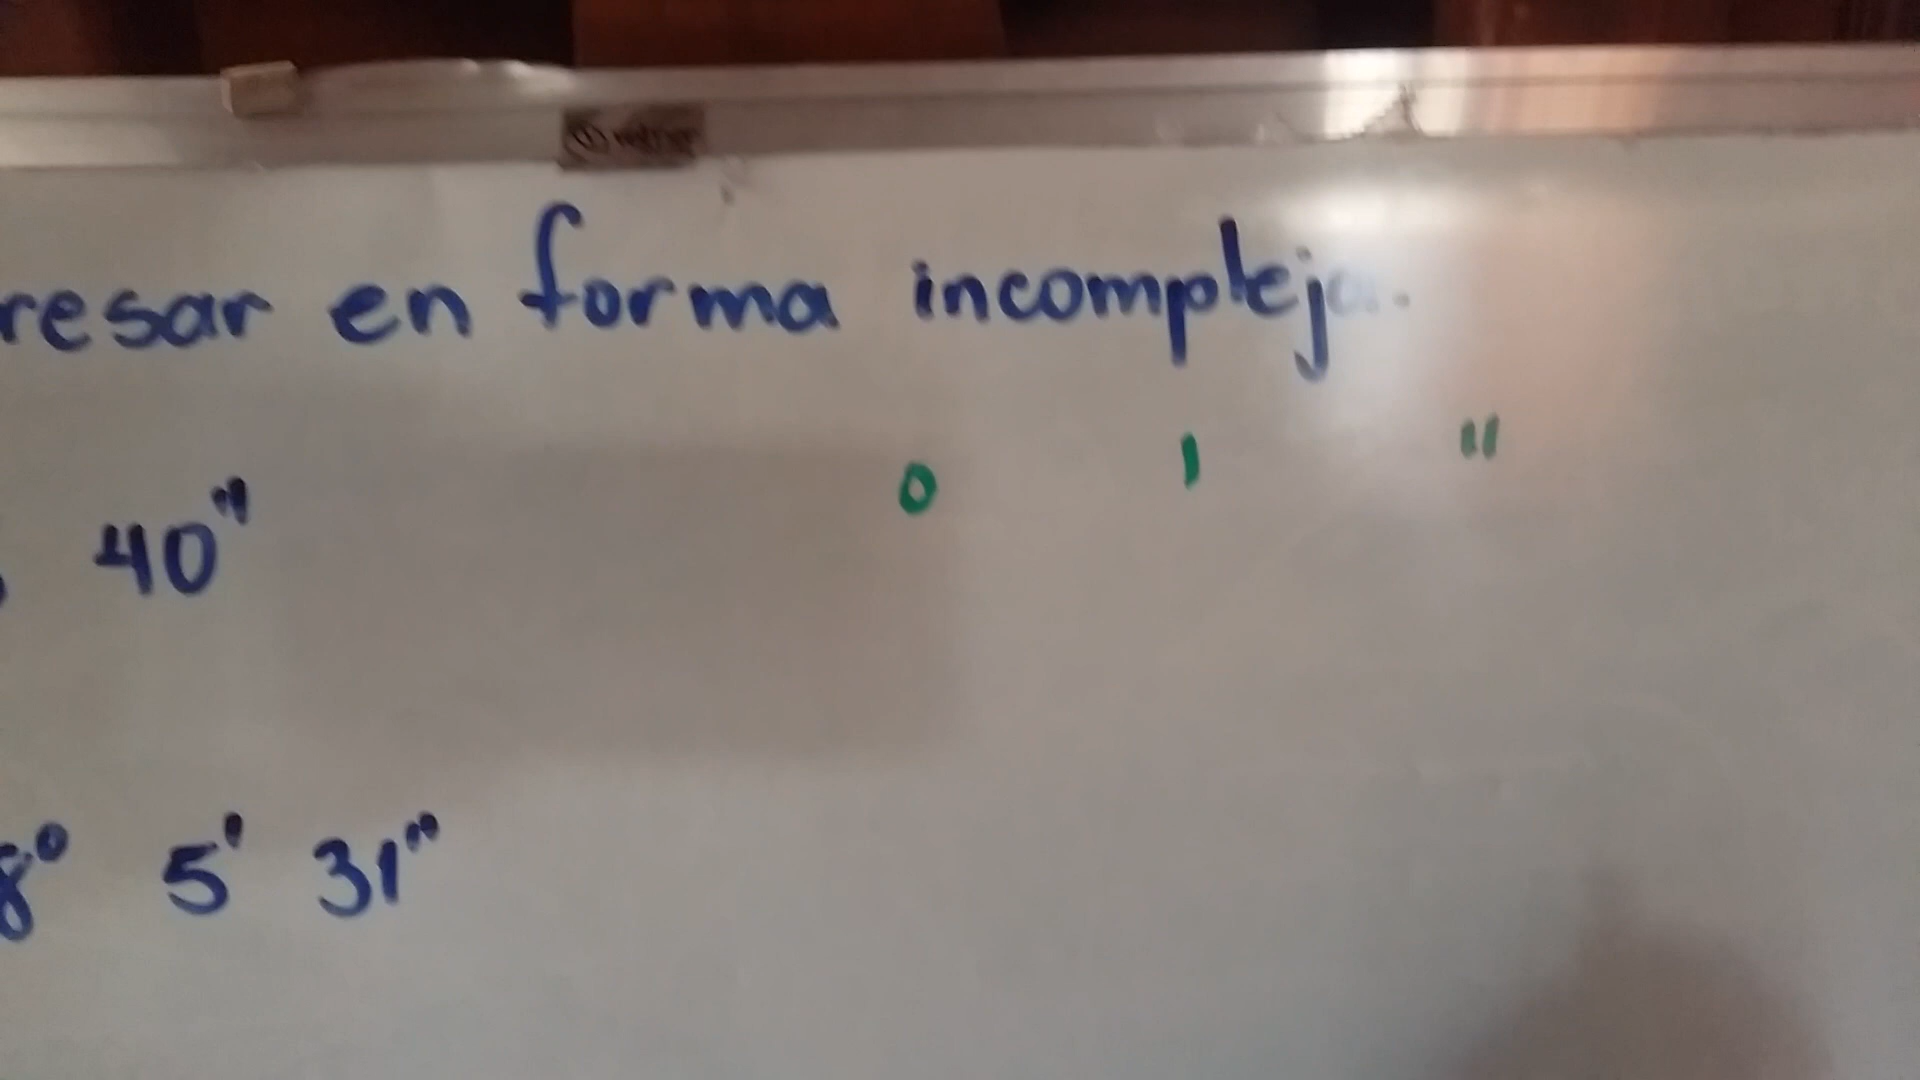 resar en forma incompleja.
° ' "
40"
8° 5' 31"